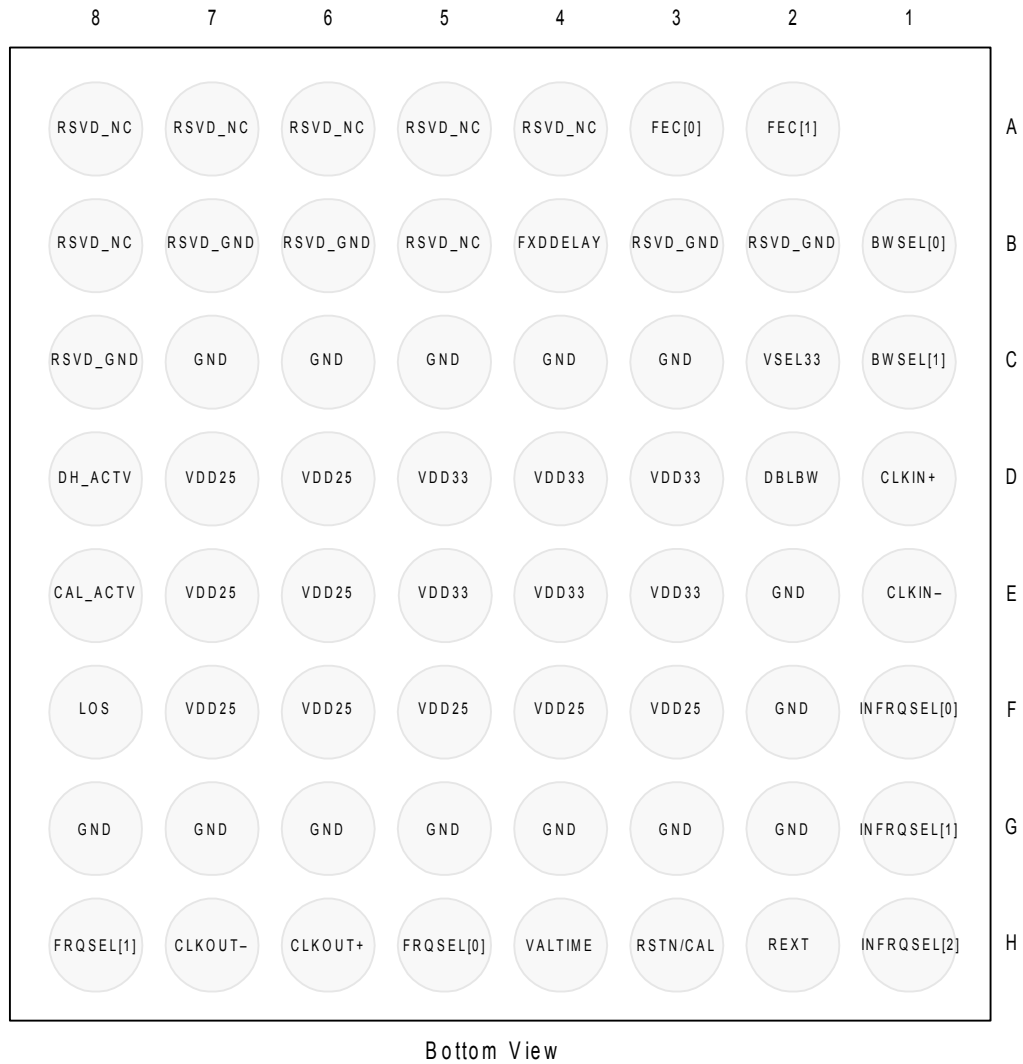 8 7 6 5 4 3 2 1
RSVD_NC RSVD_NC RSVD_NC RSVD_NC RSVD_NC FEC[0] FEC[1] A
RSVD_NC RSVD_GND RSVD_GND RSVD_NC FXDDELAY RSVD_GND RSVD_GND BWSEL[0] B
RSVD_GND GND GND GND GND GND VSEL33 BWSEL[1] C
DH_ACTV VDD25 VDD25 VDD33 VDD33 VDD33 DBLBW CLKIN+ D
CAL_ACTV VDD25 VDD25 VDD33 VDD33 VDD33 GND CLKIN– E
LOS VDD25 VDD25 VDD25 VDD25 VDD25 GND INFRQSEL[0] F
GND GND GND GND GND GND GND INFRQSEL[1] G
FRQSEL[1] CLKOUT– CLKOUT+ FRQSEL[0] VALTIME RSTN/CAL REXT INFRQSEL[2] H
Bottom View